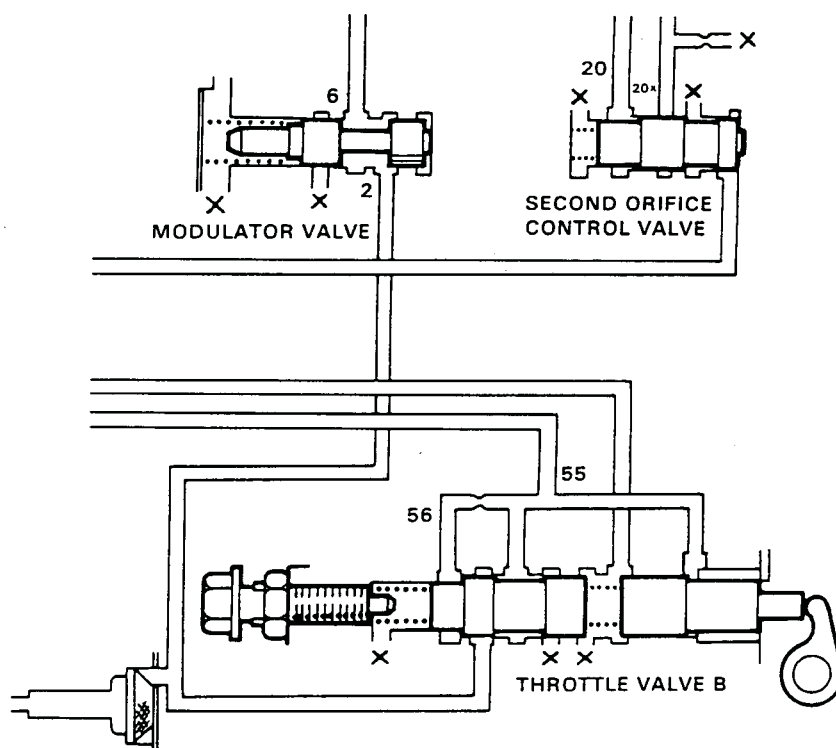 6
20
20x
X
X
X
2
X
X
MODULATOR VALVE
SECOND ORIFICE
CONTROL VALVE
55
56
X
X
X
THROTTLE VALVE B